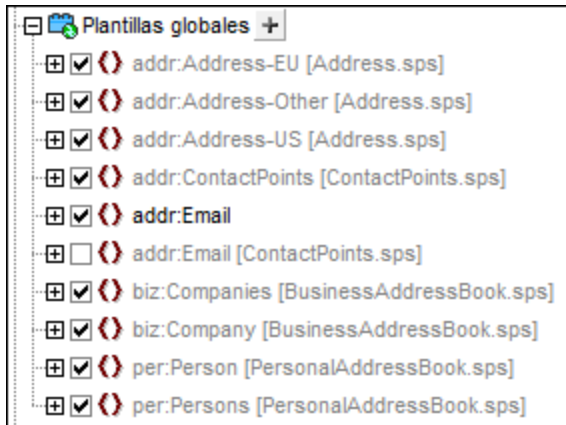 Plantillas globales
addr:Address-EU [Address.sps]
addr:Address-Other [Address.sps]
addr:Address-US [Address.sps]
addr:ContactPoints [ContactPoints.sps]
addr:Email
addr:Email [ContactPoints.sps]
biz:Companies [BusinessAddressBook.sps]
biz:Company [BusinessAddressBook.sps]
per:Person [PersonalAddressBook.sps]
per:Persons [PersonalAddressBook.sps]